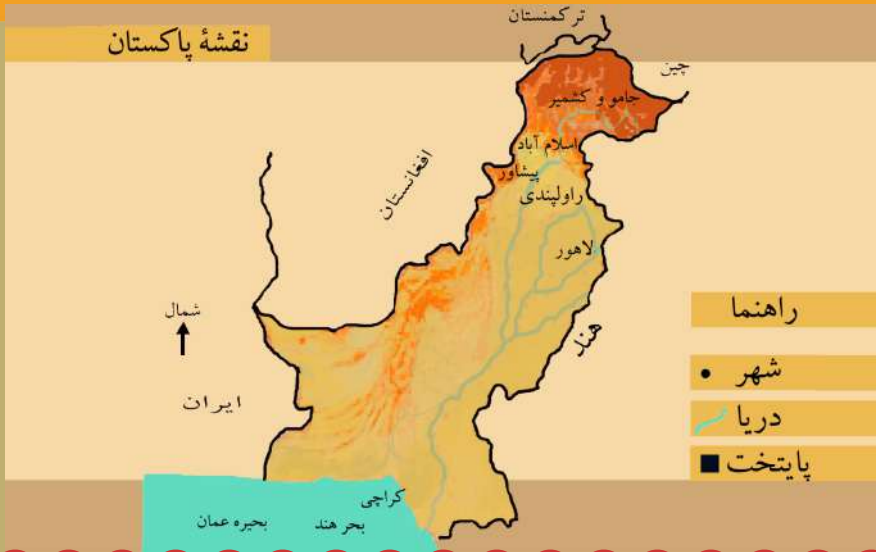 نقشهٔ پاکستان
ترکمنستان
چین
جامو و کشمیر
اسلام آباد
پیشاور
راولپندی
افغانستان
لاهور
هند
شمال
ایران
کراچی
بحر هند
بحیره عمان
راهنما
شهر
دریا
پایتخت